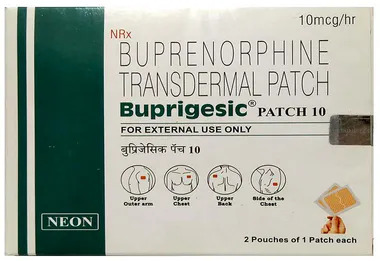 10mcg/hr
NRx
BUPRENORPHINE
TRANSDERMAL PATCH
Buprigesic® PATCH 10
FOR EXTERNAL USE ONLY
बुप्रिजेसिक पॅच 10
Upper Outer arm
Upper Chest
Upper Back
Side of the Chest
NEON
2 Pouches of 1 Patch each